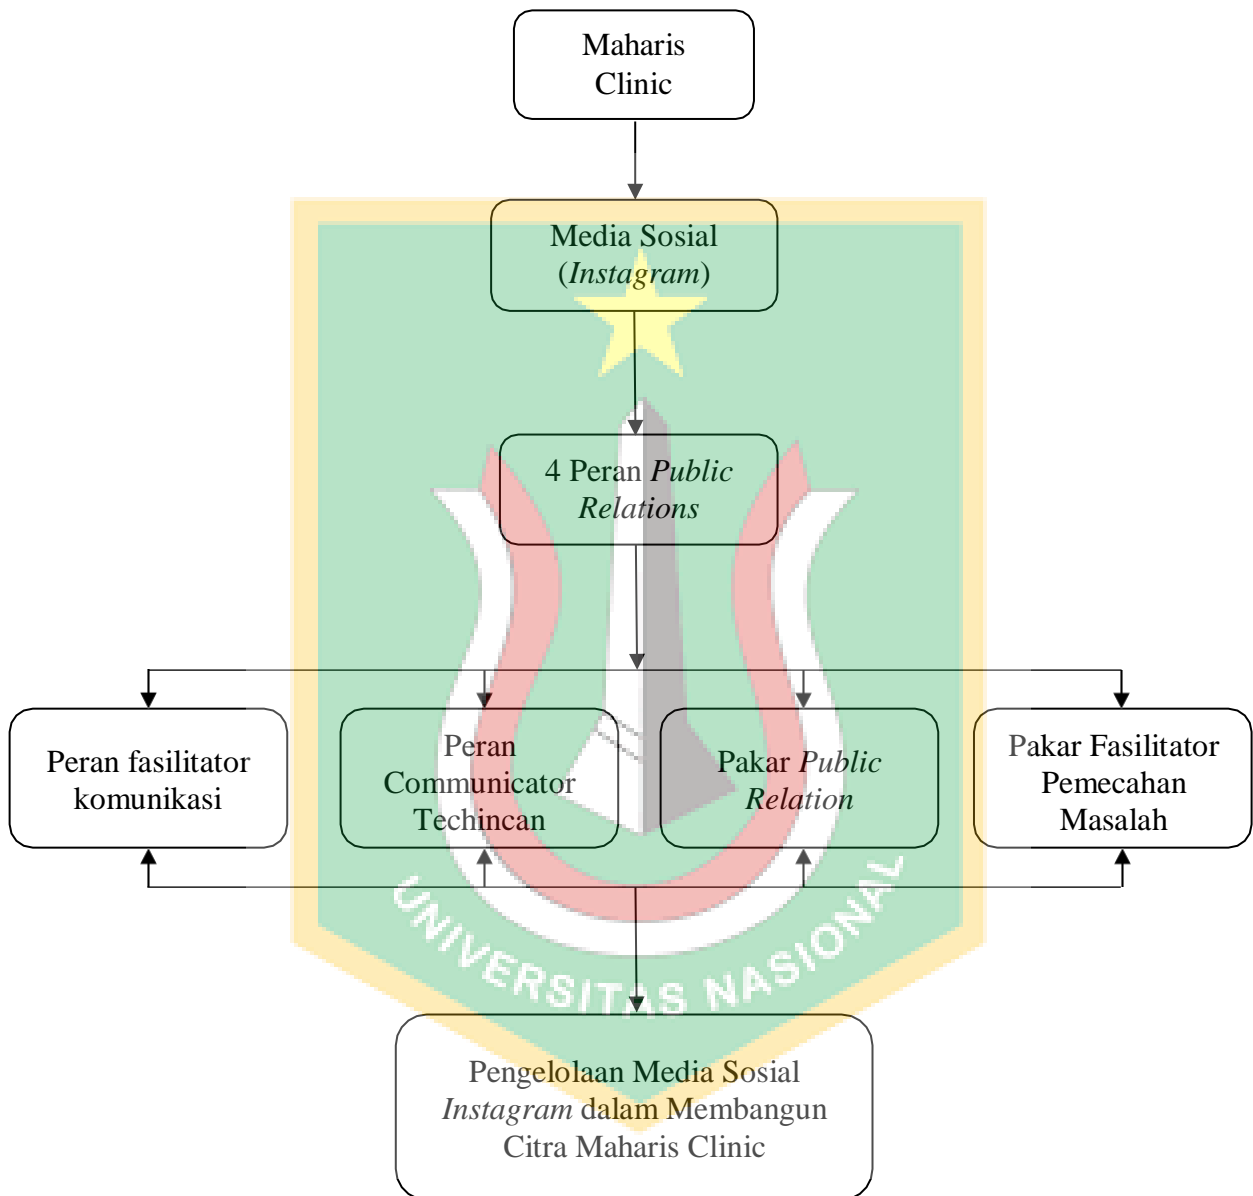 Maharis
Clinic
Media Sosial
(Instagram)
4 Peran Public
Relations
Peran fasilitator
komunikasi
Peran
Communicator
Techincan
Pakar Public
Relation
Pakar Fasilitator
Pemecahan
Masalah
UNIVERSITAS NASIONAL
Pengelolaan Media Sosial
Instagram dalam Membangun
Citra Maharis Clinic